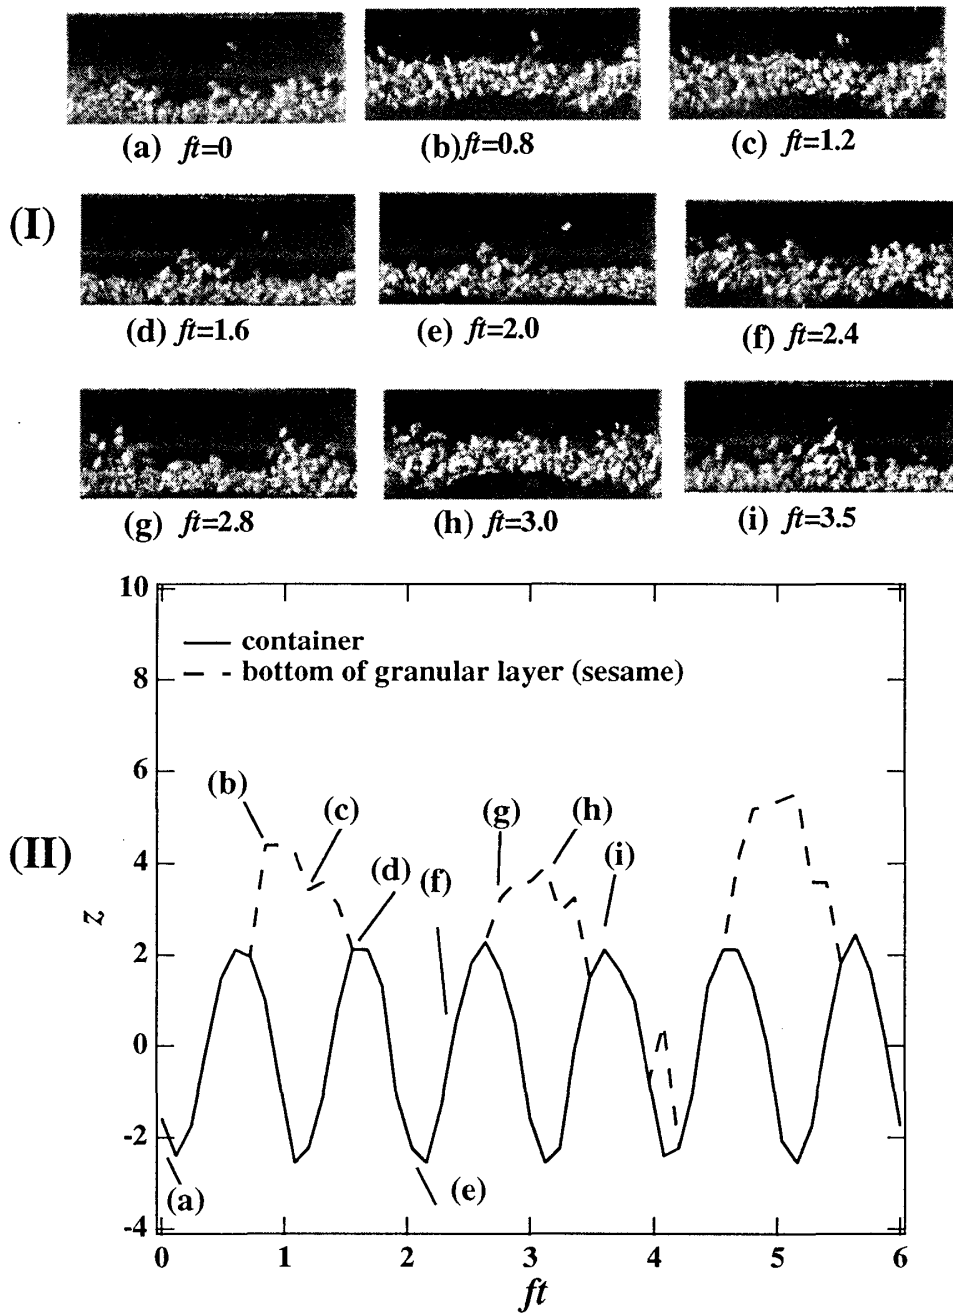 (a) ft=0
(b)ft=0.8
(c) ft=1.2
(I)
(d) ft=1.6
(e) ft=2.0
(f) ft=2.4
(g) ft=2.8
(h) ft=3.0
(i) ft=3.5
(II)
10
8
6
4
2
0
-2
-4
z
container
bottom of granular layer (sesame)
(b)
(c)
(d)
(f)
(g)
(h)
(i)
(a)
(e)
0
1
2
3
4
5
6
ft